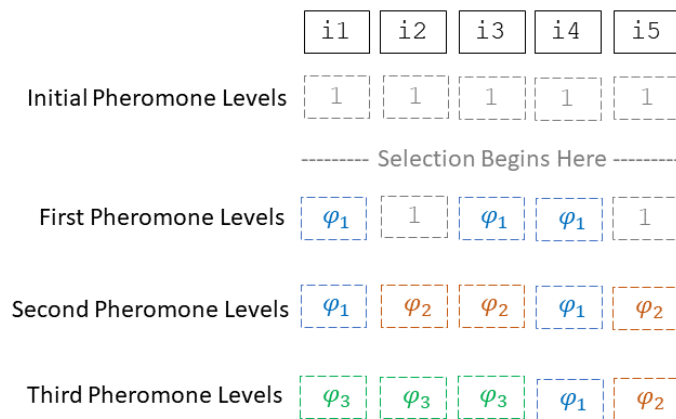 i1 i2 i3 i4 i5
Initial Pheromone Levels 1 1 1 1 1
--------- Selection Begins Here --------
First Pheromone Levels φ₁ 1 φ₁ φ₁ 1
Second Pheromone Levels φ₁ φ₂ φ₂ φ₁ φ₂
Third Pheromone Levels φ₃ φ₃ φ₃ φ₁ φ₂